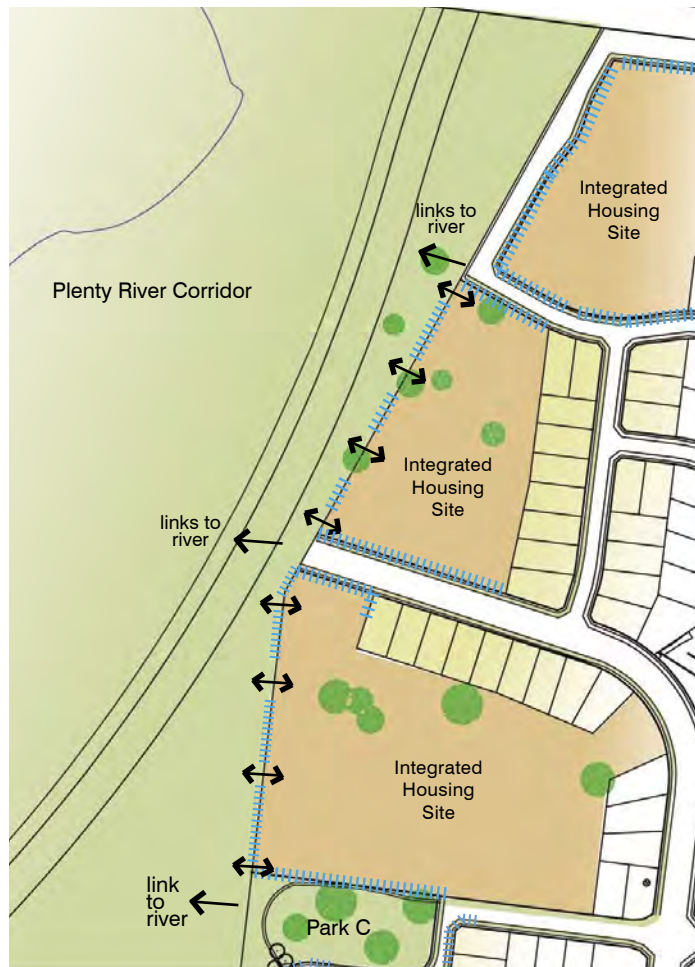 Integrated
Housing
Site
links to
river
Plenty River Corridor
Integrated
Housing
Site
links to
river
Integrated
Housing
Site
link
to
river
Park C